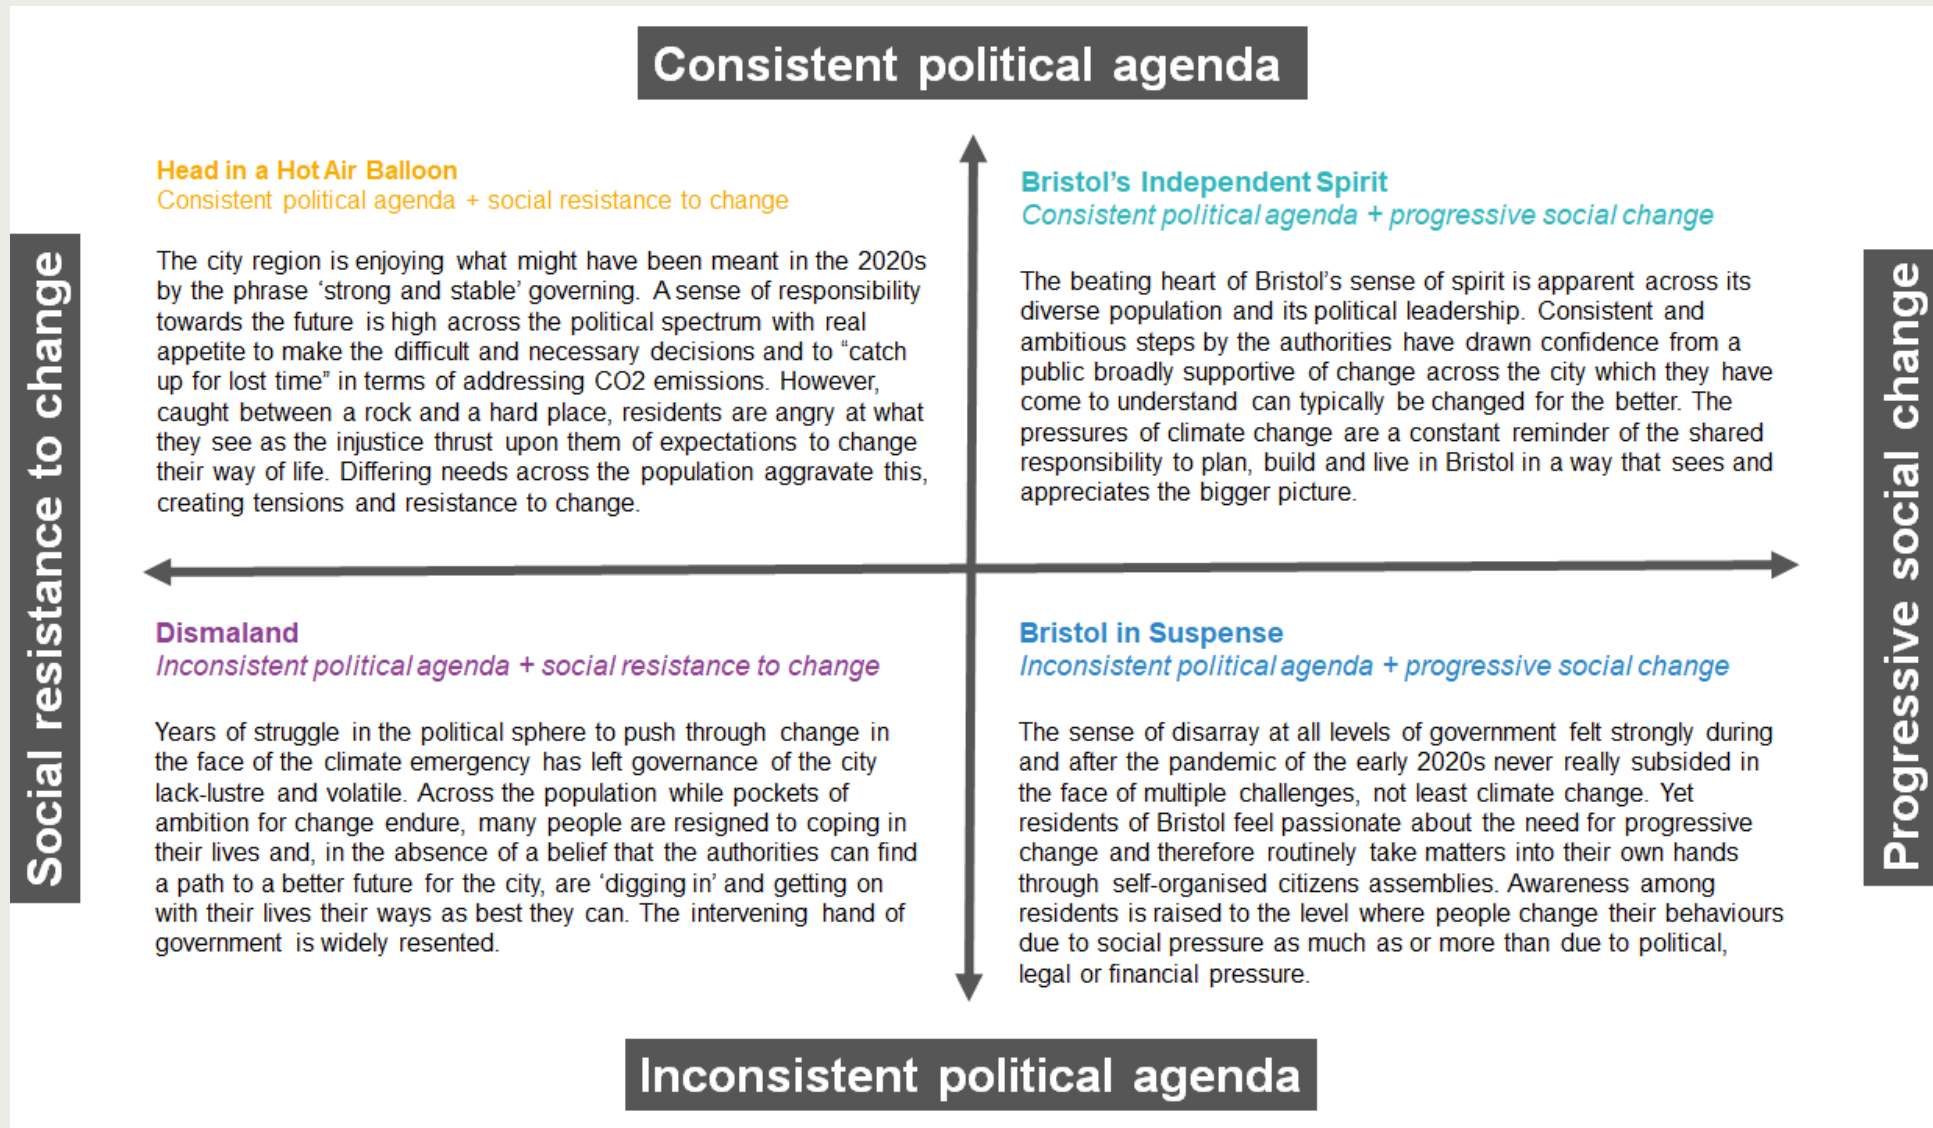 Consistent political agenda
Social resistance to change
Head in a Hot Air Balloon
Consistent political agenda + social resistance to change
The city region is enjoying what might have been meant in the 2020s
by the phrase ‘strong and stable’ governing. A sense of responsibility
towards the future is high across the political spectrum with real
appetite to make the difficult and necessary decisions and to “catch
up for lost time” in terms of addressing CO2 emissions. However,
caught between a rock and a hard place, residents are angry at what
they see as the injustice thrust upon them of expectations to change
their way of life. Differing needs across the population aggravate this,
creating tensions and resistance to change.
Bristol’s Independent Spirit
Consistent political agenda + progressive social change
The beating heart of Bristol’s sense of spirit is apparent across its
diverse population and its political leadership. Consistent and
ambitious steps by the authorities have drawn confidence from a
public broadly supportive of change across the city which they have
come to understand can typically be changed for the better. The
pressures of climate change are a constant reminder of the shared
responsibility to plan, build and live in Bristol in a way that sees and
appreciates the bigger picture.
Progressive social change
Dismaland
Inconsistent political agenda + social resistance to change
Years of struggle in the political sphere to push through change in
the face of the climate emergency has left governance of the city
lack-lustre and volatile. Across the population while pockets of
ambition for change endure, many people are resigned to coping in
their lives and, in the absence of a belief that the authorities can find
a path to a better future for the city, are ‘digging in’ and getting on
with their lives their ways as best they can. The intervening hand of
government is widely resented.
Bristol in Suspense
Inconsistent political agenda + progressive social change
The sense of disarray at all levels of government felt strongly during
and after the pandemic of the early 2020s never really subsided in
the face of multiple challenges, not least climate change. Yet
residents of Bristol feel passionate about the need for progressive
change and therefore routinely take matters into their own hands
through self-organised citizens assemblies. Awareness among
residents is raised to the level where people change their behaviours
due to social pressure as much as or more than due to political,
legal or financial pressure.
Inconsistent political agenda